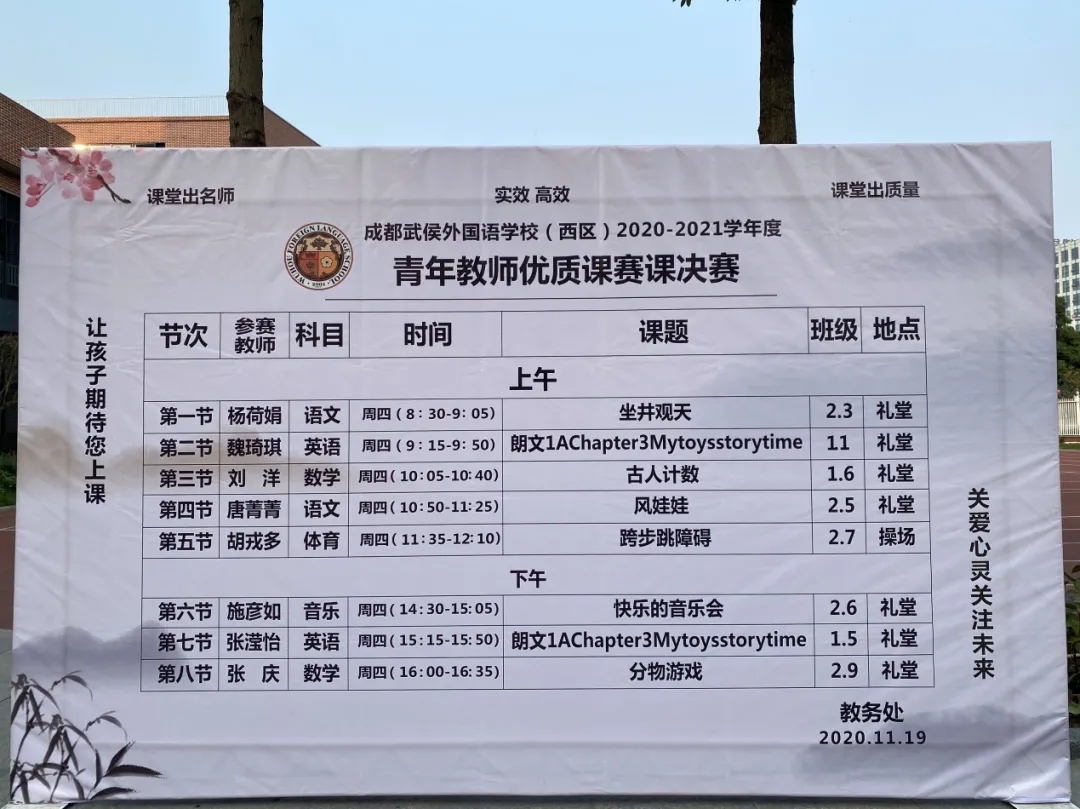 课堂出名师 实效 高效 课堂出质量
WUHOU FOREIGN LANGUAGE SCHOOL
成都武侯外国语学校（西区）2020-2021学年度
青年教师优质课赛课决赛
让孩子期待您上课
节次 参赛教师 科目 时间 课题 班级 地点
上午
第一节 杨荷娟 语文 周四（8：30-9：05） 坐井观天 2.3 礼堂
第二节 魏琦琪 英语 周四（9：15-9：50） 朗文1AChapter3Mytoysstorytime 11 礼堂
第三节 刘 洋 数学 周四（10:05-10:40） 古人计数 1.6 礼堂
第四节 唐菁菁 语文 周四（10:50-11:25） 风娃娃 2.5 礼堂
第五节 胡戎多 体育 周四（11:35-12:10） 跨步跳障碍 2.7 操场
下午
第六节 施彦如 音乐 周四（14:30-15:05） 快乐的音乐会 2.6 礼堂
第七节 张滢怡 英语 周四（15:15-15:50） 朗文1AChapter3Mytoysstorytime 1.5 礼堂
第八节 张 庆 数学 周四（16:00-16:35） 分物游戏 2.9 礼堂
关爱心灵关注未来
教务处
2020.11.19